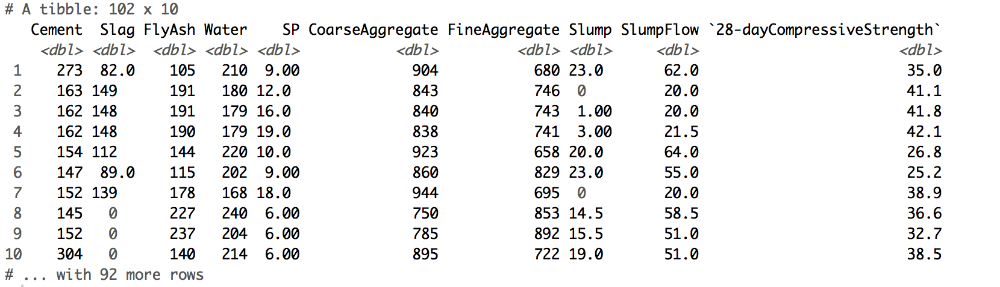 # A tibble: 102 x 10
   Cement  Slag FlyAsh Water    SP CoarseAggregate FineAggregate Slump SlumpFlow `28-dayCompressiveStrength`
    <dbl> <dbl>  <dbl> <dbl> <dbl>           <dbl>         <dbl> <dbl>     <dbl>                       <dbl>
 1    273  82.0    105   210  9.00             904           680 23.0       62.0                        35.0
 2    163 149      191   180 12.0              843           746  0         20.0                        41.1
 3    162 148      191   179 16.0              840           743  1.00      20.0                        41.8
 4    162 148      190   179 19.0              838           741  3.00      21.5                        42.1
 5    154 112      144   220 10.0              923           658 20.0       64.0                        26.8
 6    147  89.0    115   202  9.00             860           829 23.0       55.0                        25.2
 7    152 139      178   168 18.0              944           695  0         20.0                        38.9
 8    145   0      227   240  6.00             750           853 14.5       58.5                        36.6
 9    152   0      237   204  6.00             785           892 15.5       51.0                        32.7
10    304   0      140   214  6.00             895           722 19.0       51.0                        38.5
# ... with 92 more rows